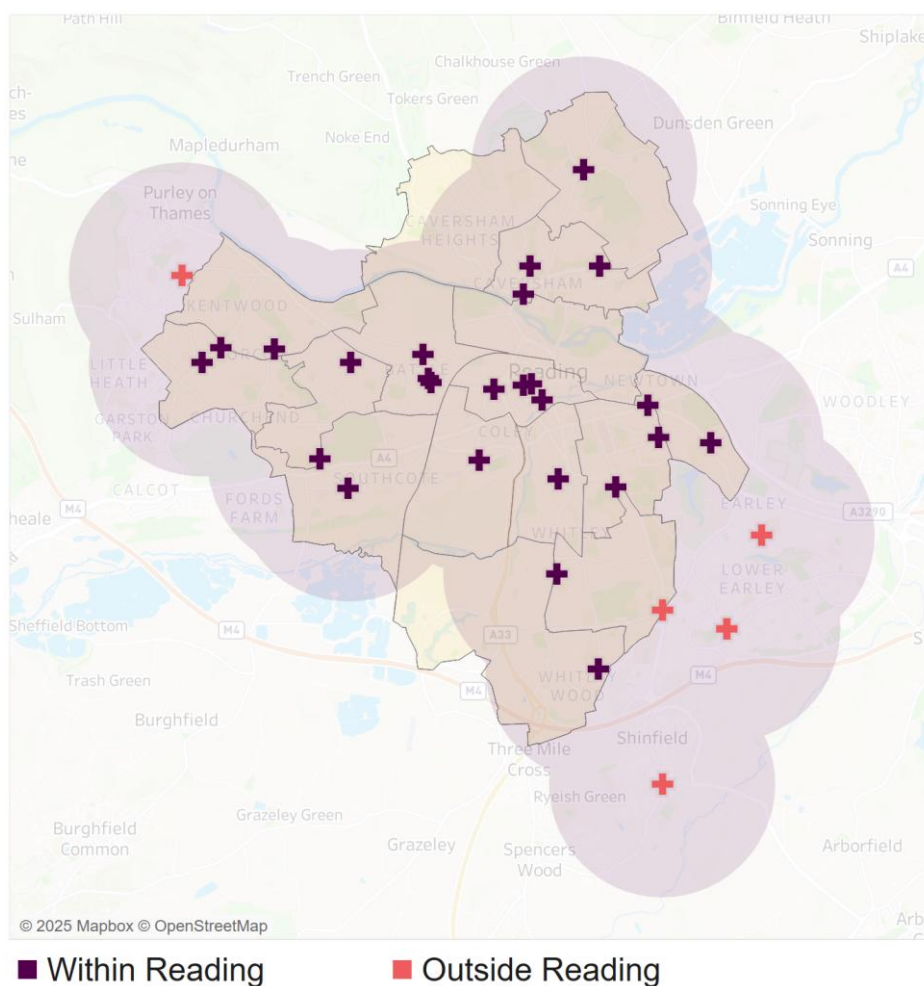 Path Hill
Binfield Heath
Shiplake
Chalkhouse Green
Trench Green
Tokers Green
Dunsden Green
Noke End
Mapledurham
Purley on
Thames
Sonning Eye
CAVERSHAM
HEIGHTS
Sonning
A4
CAVERSHAM
KENTWOOD
Sulham
Reading
LITTLE
HEATH
NEWTOWN
WOODLEY
GARSTON
PARK
CHURCHEND
COLEY
A4
SOUTHCOTE
CALCOT
FORDS
FARM
M4
EARLEY
A3290
heale
WHITLEY
LOWER
EARLEY
Sheffield Bottom
M4
A33
Trash Green
WHITLEY
WOOD
M4
M4
Burghfield
Shinfield
Three Mile
Cross
Ryeish Green
Grazeley Green
Burghfield
Common
Grazeley
Spencers
Wood
Arborfield
© 2025 Mapbox © OpenStreetMap
Within Reading
Outside Reading